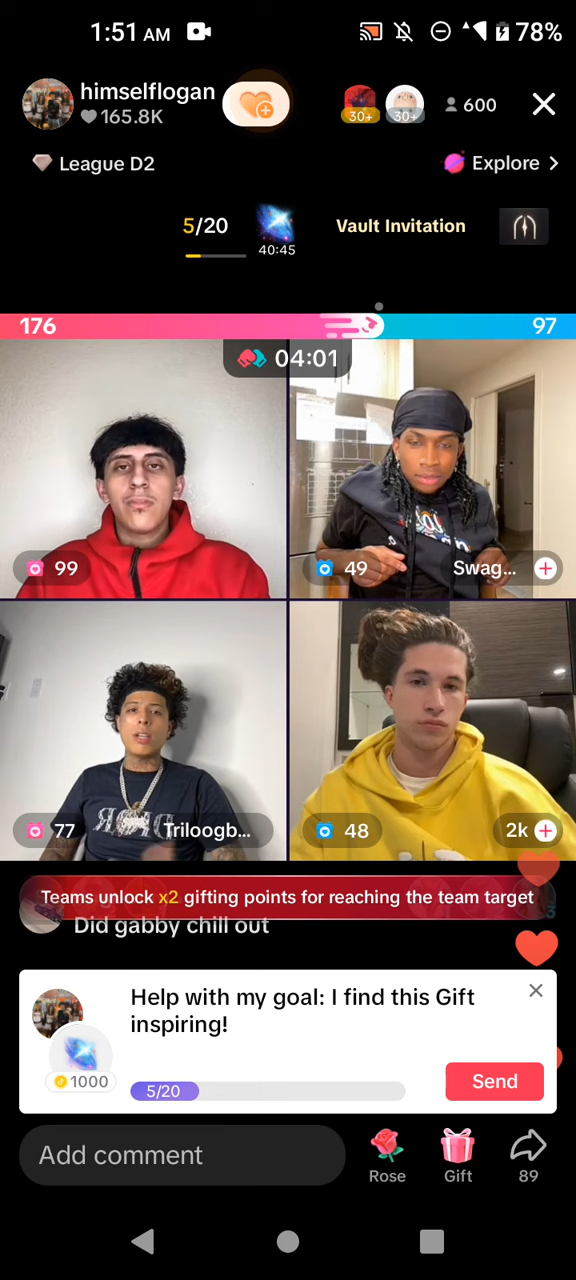 1:51 AM
78%
himselflogan
165.8K
30+
30+
600
League D2
Explore >
5/20
40:45
Vault Invitation
176
97
04:01
99
49
Swag...
77
Triloogb...
48
2k
Teams unlock x2 gifting points for reaching the team target
3
Did gabby chill out
Help with my goal: I find this Gift
inspiring!
1000
5/20
Send
Add comment
Rose
Gift
89